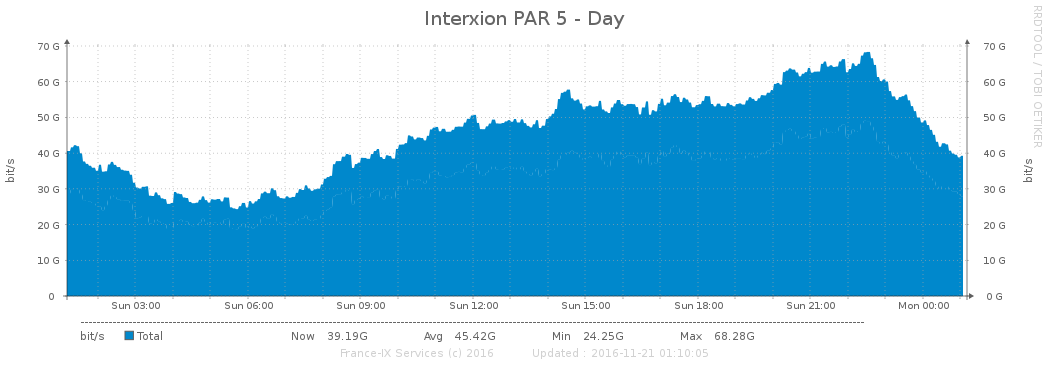 Interxion PAR 5 - Day
RRDTOOL / TOBI OETIKER
70 G 70 G
60 G 60 G
50 G 50 G
40 G 40 G
30 G 30 G
20 G 20 G
10 G 10 G
0 0 G
bit/s bit/s
Sun 03:00 Sun 06:00 Sun 09:00 Sun 12:00 Sun 15:00 Sun 18:00 Sun 21:00 Mon 00:00
bit/s Total Now 39.19G Avg 45.42G Min 24.25G Max 68.28G
France-IX Services (c) 2016 Updated : 2016-11-21 01:10:05